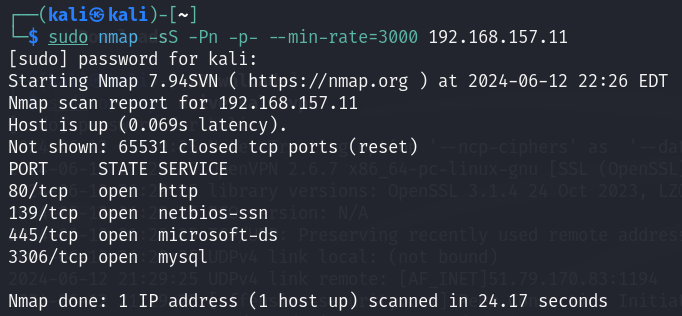 ┌──(kali㉿kali)-[~]
└─$ sudo nmap -sS -Pn -p- --min-rate=3000 192.168.157.11
[sudo] password for kali:
Starting Nmap 7.94SVN ( https://nmap.org ) at 2024-06-12 22:26 EDT
Nmap scan report for 192.168.157.11
Host is up (0.069s latency).
Not shown: 65531 closed tcp ports (reset)
PORT     STATE SERVICE
80/tcp   open  http
139/tcp  open  netbios-ssn
445/tcp  open  microsoft-ds
3306/tcp open  mysql
Nmap done: 1 IP address (1 host up) scanned in 24.17 seconds